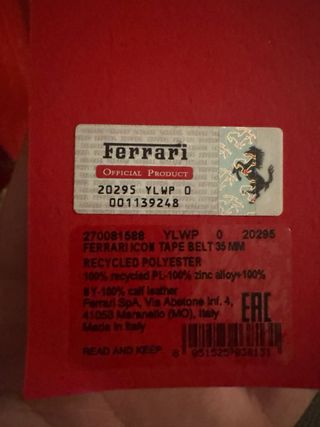 Ferrari
OFFICIAL PRODUCT
20295 YLWP 0
001139248
270081588 YLWP 0 20295
FERRARI ICON TAPE BELT 35 MM
RECYCLED POLYESTER
100% recycled PL-100% zinc alloy-100%
BY-100% calf leather
Ferrari SpA, Via Abetone Inf. 4,
41053 Maranello (MO), Italy
Made in Italy
EAC
READ AND KEEP